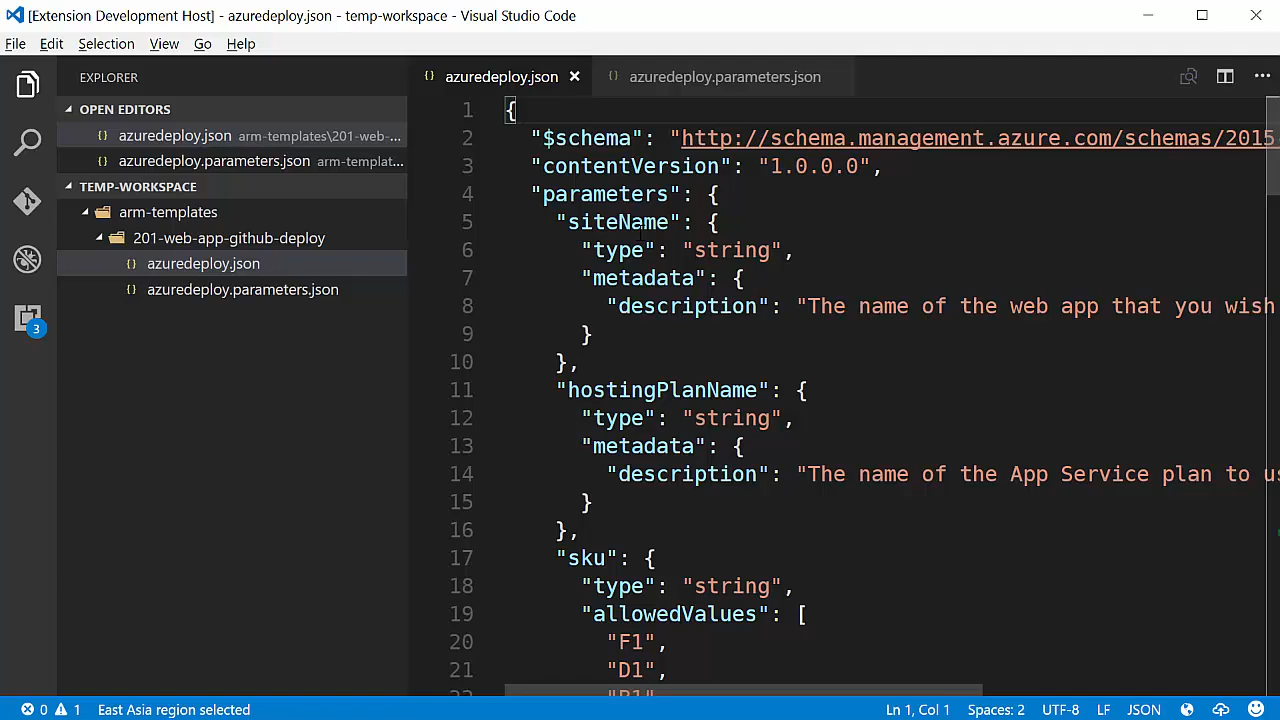 [Extension Development Host] - azuredeploy.json - temp-workspace - Visual Studio Code
File Edit Selection View Go Help
EXPLORER
OPEN EDITORS
azuredeploy.json arm-templates\201-web-...
azuredeploy.parameters.json arm-templat...
TEMP-WORKSPACE
arm-templates
201-web-app-github-deploy
{} azuredeploy.json
{} azuredeploy.parameters.json
3
{} azuredeploy.json {} azuredeploy.parameters.json
1 {
2 "$schema": "http://schema.management.azure.com/schemas/2015
3 "contentVersion": "1.0.0.0",
4 "parameters": {
5 "siteName": {
6 "type": "string",
7 "metadata": {
8 "description": "The name of the web app that you wish
9 }
10 },
11 "hostingPlanName": {
12 "type": "string",
13 "metadata": {
14 "description": "The name of the App Service plan to
15 }
16 },
17 "sku": {
18 "type": "string",
19 "allowedValues": [
20 "F1",
21 "D1",
0 1 East Asia region selected Ln 1, Col 1 Spaces: 2 UTF-8 LF JSON